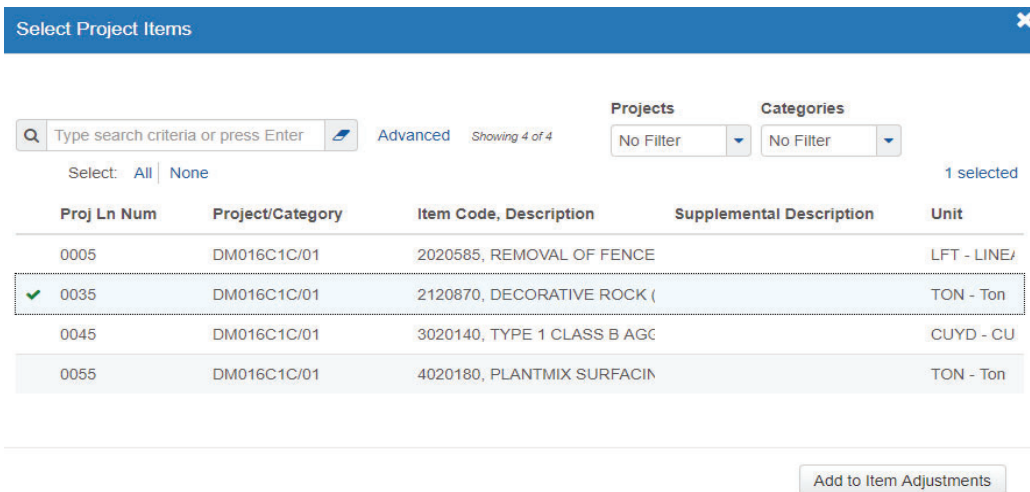 Select Project Items
Projects Categories
Type search criteria or press Enter Advanced Showing 4 of 4 No Filter No Filter
Select: All None 1 selected
Proj Ln Num Project/Category Item Code, Description Supplemental Description Unit
0005 DM016C1C/01 2020585, REMOVAL OF FENCE LFT - LINE
0035 DM016C1C/01 2120870, DECORATIVE ROCK ( TON - Ton
0045 DM016C1C/01 3020140, TYPE 1 CLASS B AGG CUYD - CU
0055 DM016C1C/01 4020180, PLANTMIX SURFACIN TON - Ton
Add to Item Adjustments